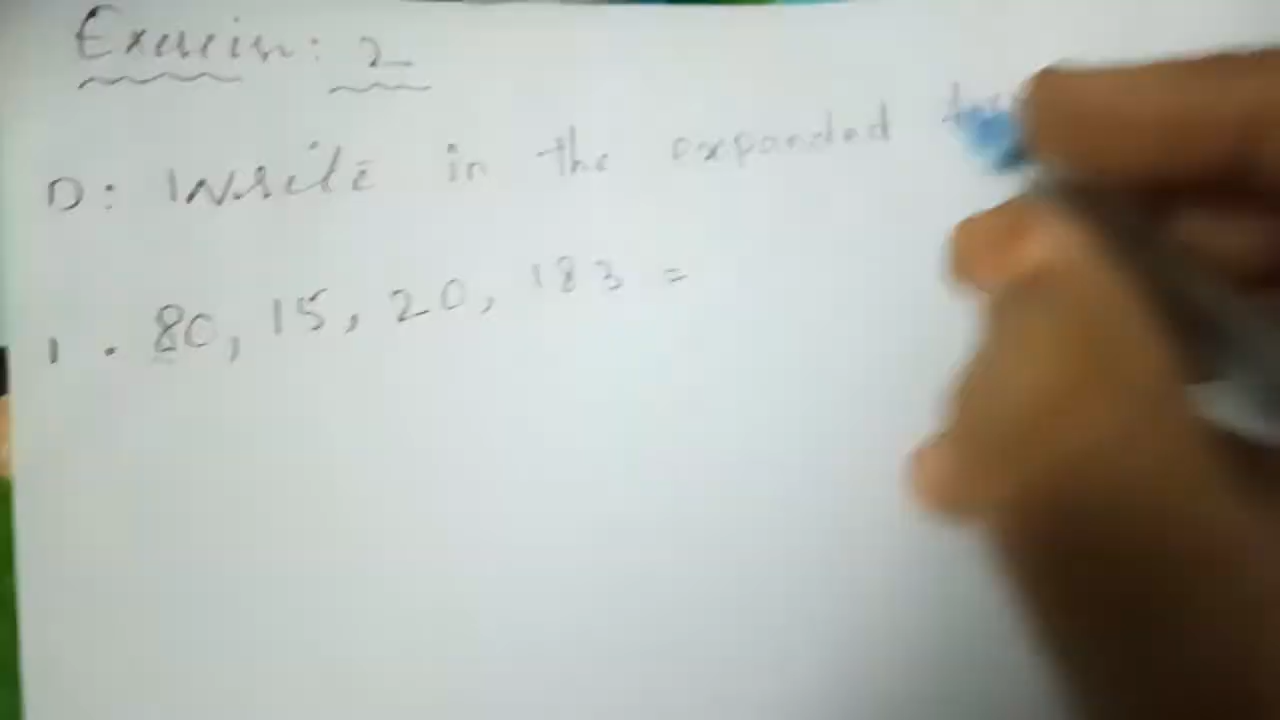 Exercise: 2
D: Write in the expanded
1. 80, 15, 20, 183 =